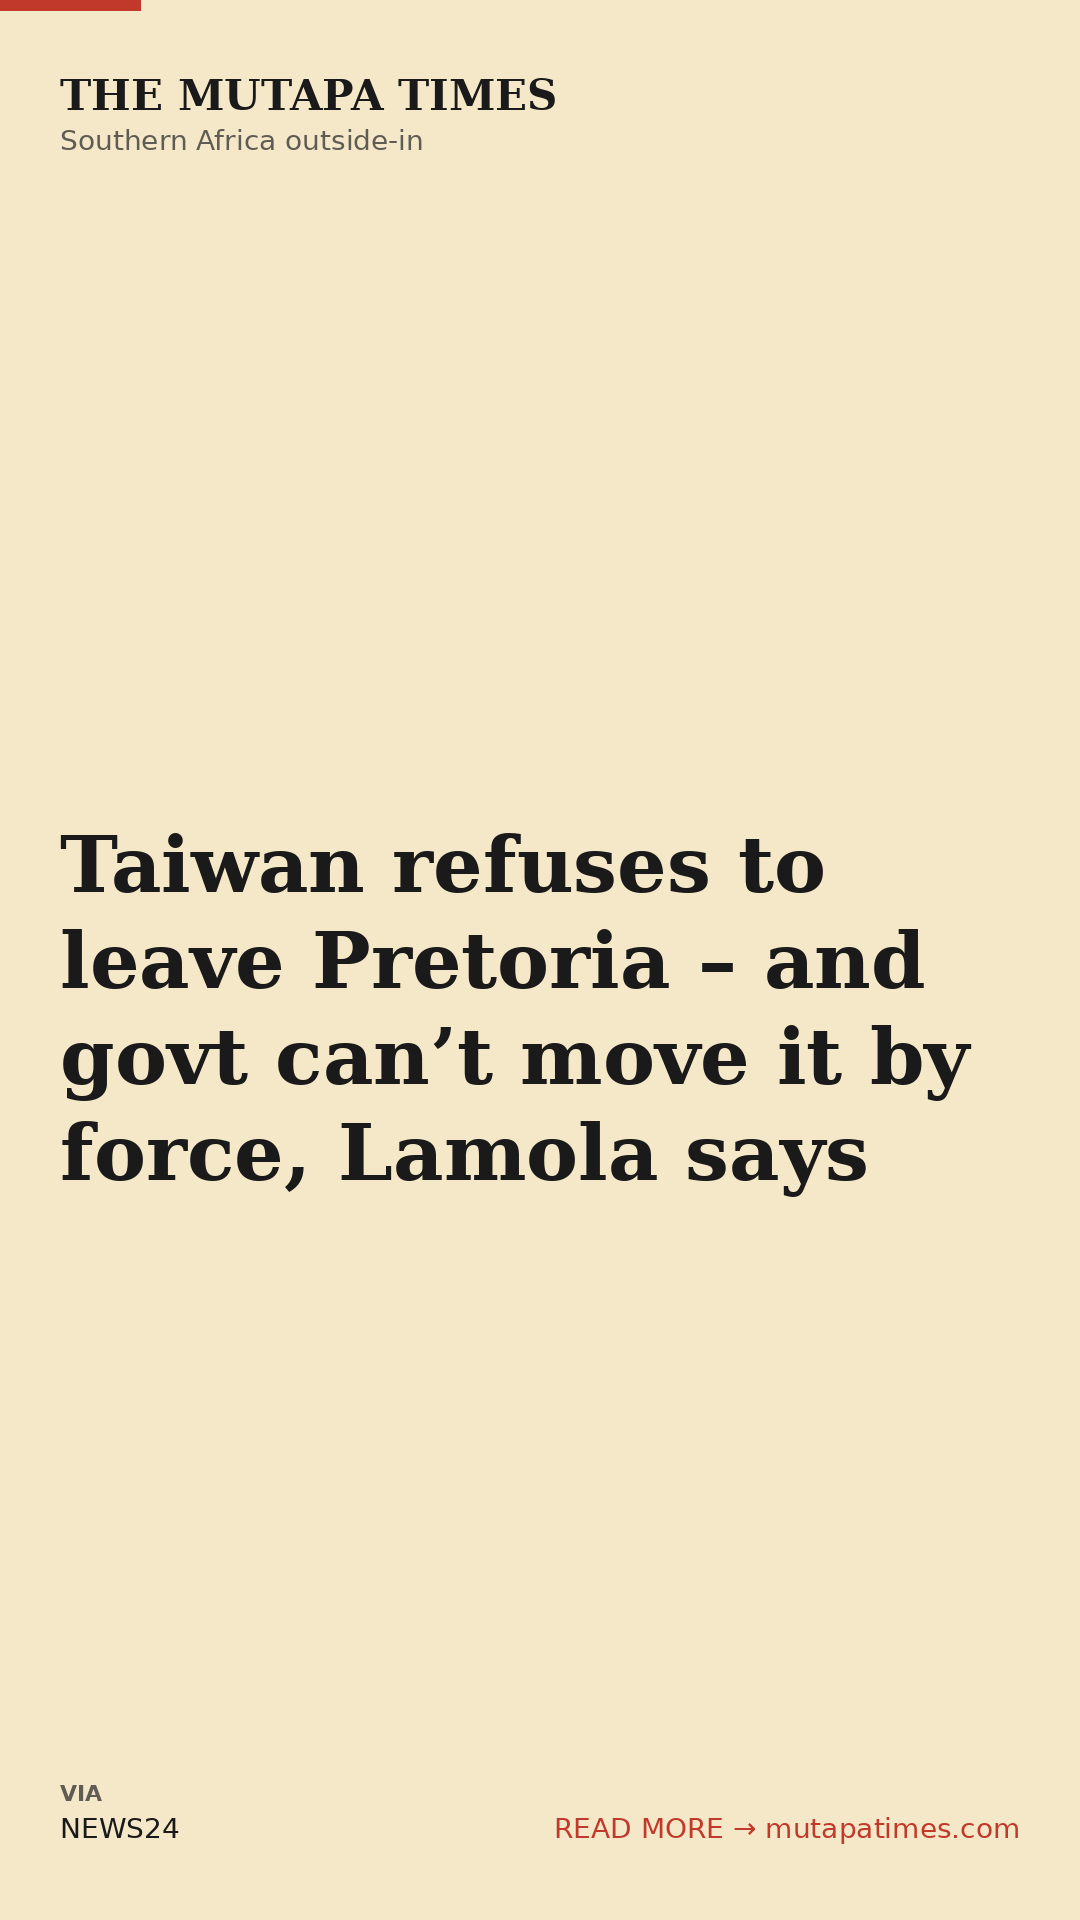 THE MUTAPA TIMES
Southern Africa outside-in
Taiwan refuses to
leave Pretoria – and
govt can’t move it by
force, Lamola says
VIA
NEWS24
READ MORE → mutapatimes.com